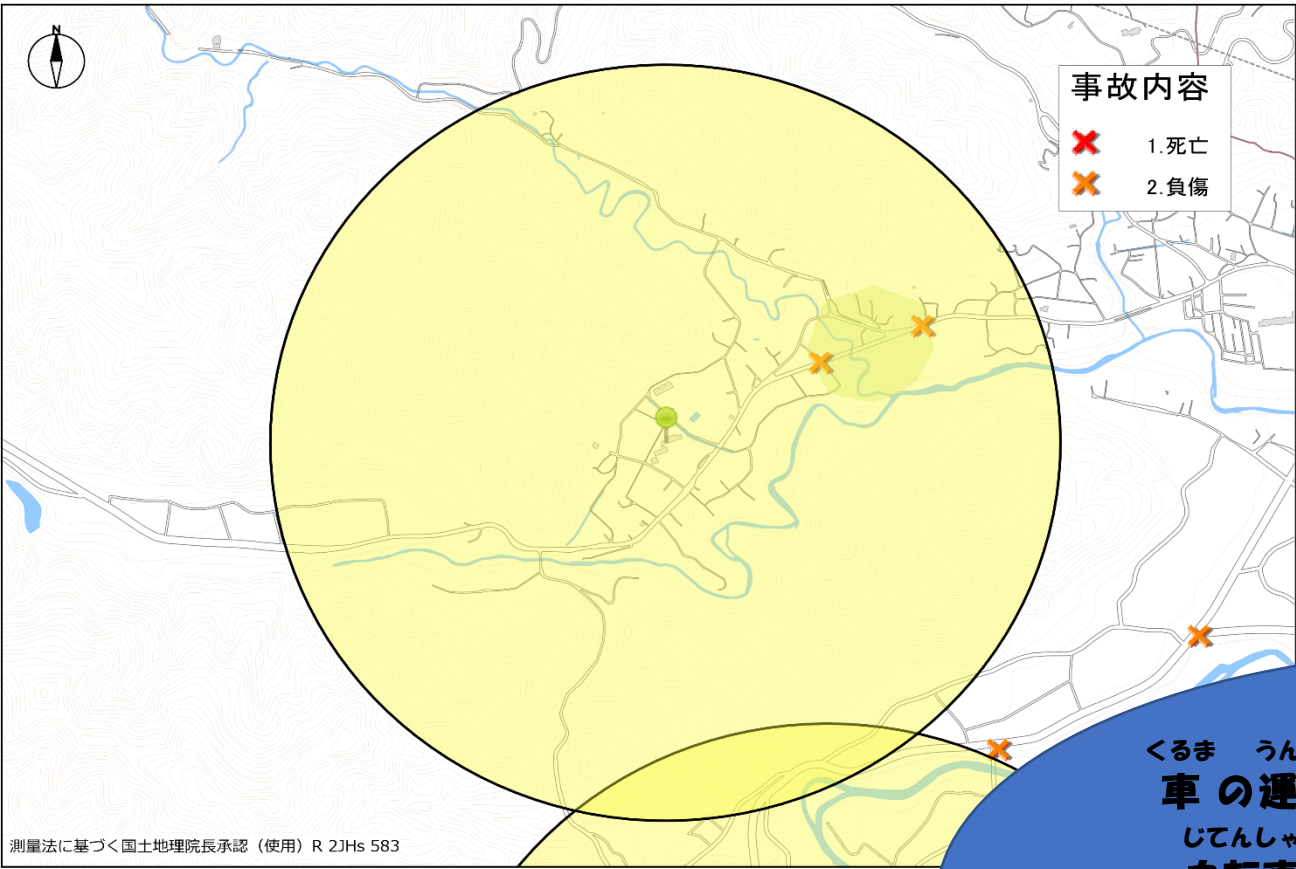 N
事故内容
1.死亡
2.負傷
くるま うん
車 の運
じてんしゃ
測量法に基づく国土地理院長承認（使用）R 2JHs 583